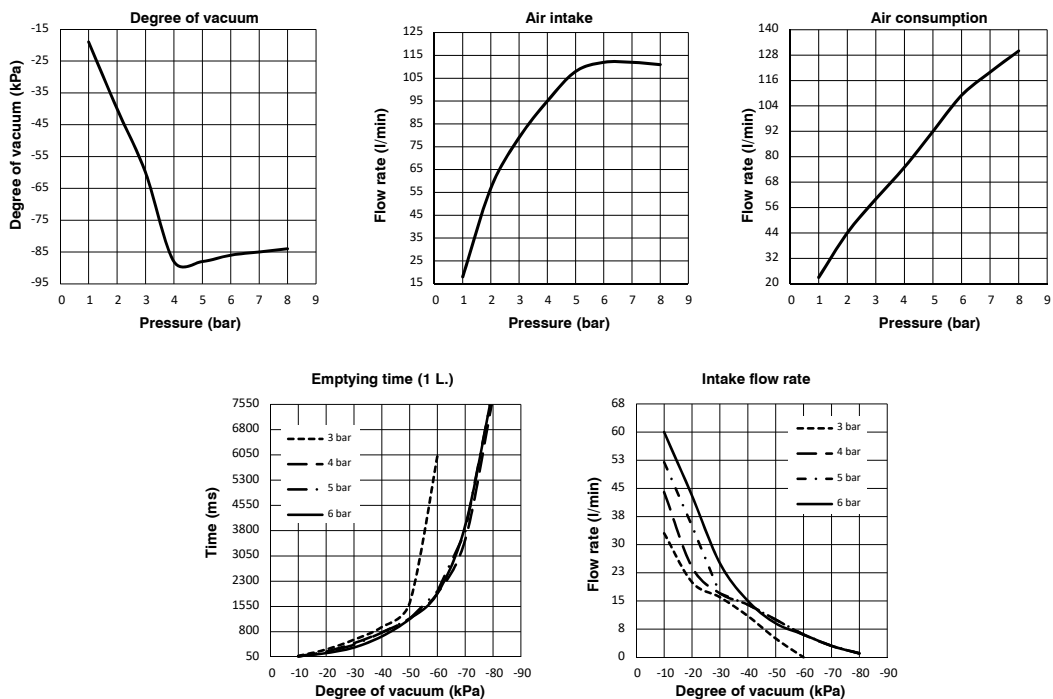 Degree of vacuum
Degree of vacuum (kPa)
-15
-25
-35
-45
-55
-65
-75
-85
-95
0 1 2 3 4 5 6 7 8 9
Pressure (bar)
Air intake
Flow rate (l/min)
125
115
105
95
85
75
65
55
45
35
25
15
0 1 2 3 4 5 6 7 8 9
Pressure (bar)
Air consumption
Flow rate (l/min)
140
128
116
104
92
80
68
56
44
32
20
0 1 2 3 4 5 6 7 8 9
Pressure (bar)
Emptying time (1 L.)
Time (ms)
7550
6800
6050
5300
4550
3800
3050
2300
1550
800
50
3 bar
4 bar
5 bar
6 bar
0 -10 -20 -30 -40 -50 -60 -70 -80 -90
Degree of vacuum (kPa)
Intake flow rate
Flow rate (l/min)
68
60
53
45
38
30
23
15
8
0
3 bar
4 bar
5 bar
6 bar
0 -10 -20 -30 -40 -50 -60 -70 -80 -90
Degree of vacuum (kPa)